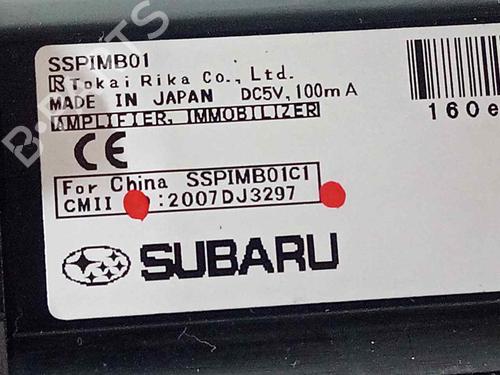 SSPIMB01
Tokai Rika Co., Ltd.
MADE IN JAPAN DC5V, 100mA
AMPLIFIER, IMMOBILIZER
160e
CE
For China SSPIMB01C1
CMII :2007DJ3297
SUBARU